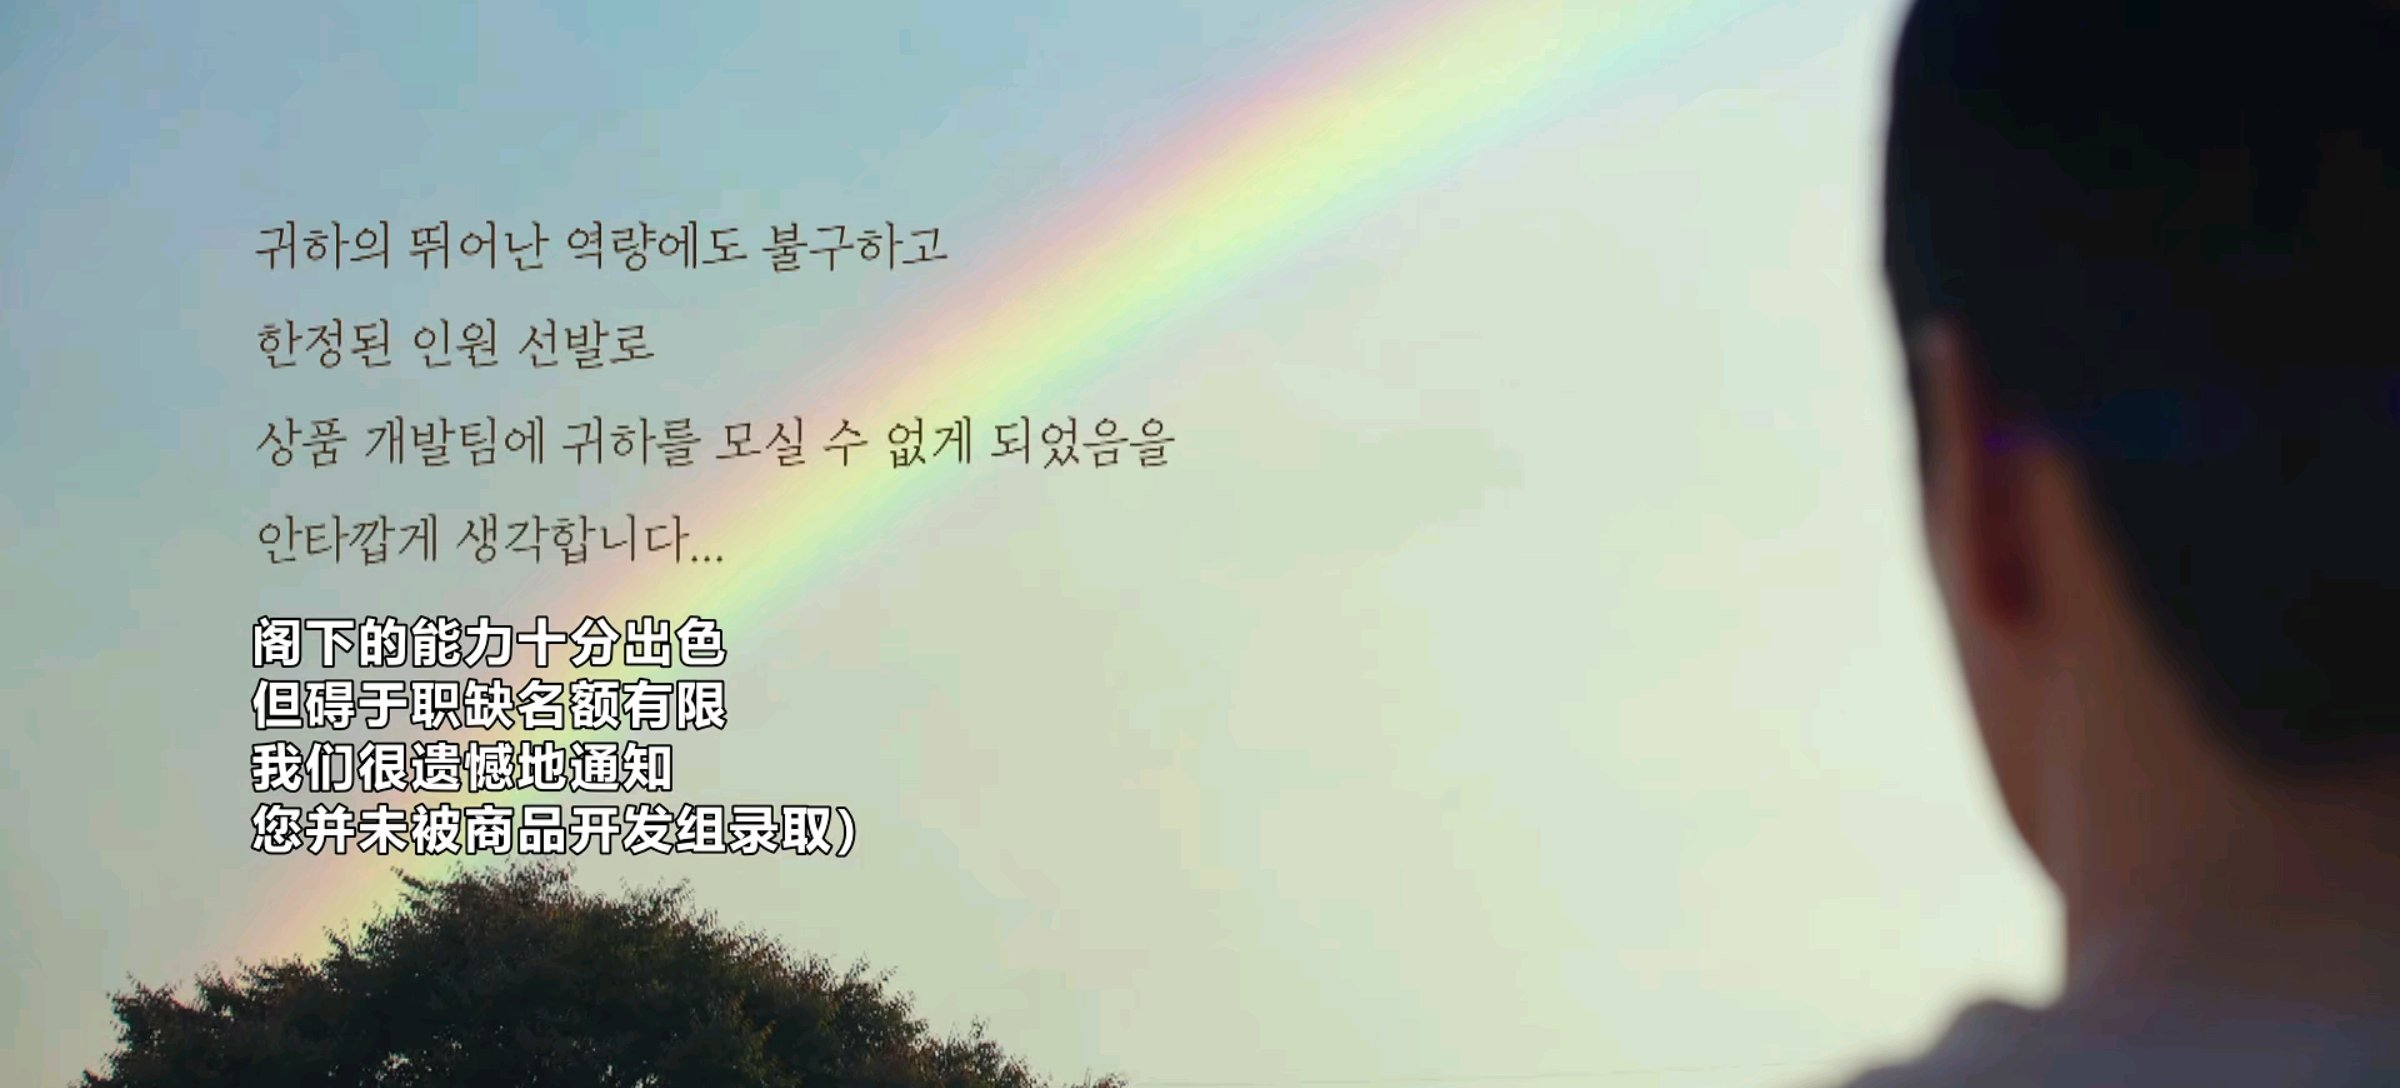 귀하의 뛰어난 역량에도 불구하고
한정된 인원 선발로
상품 개발팀에 귀하를 모실 수 없게 되었음을
안타깝게 생각합니다...
阁下的能力十分出色
但碍于职缺名额有限
我们很遗憾地通知
您并未被商品开发组录取）